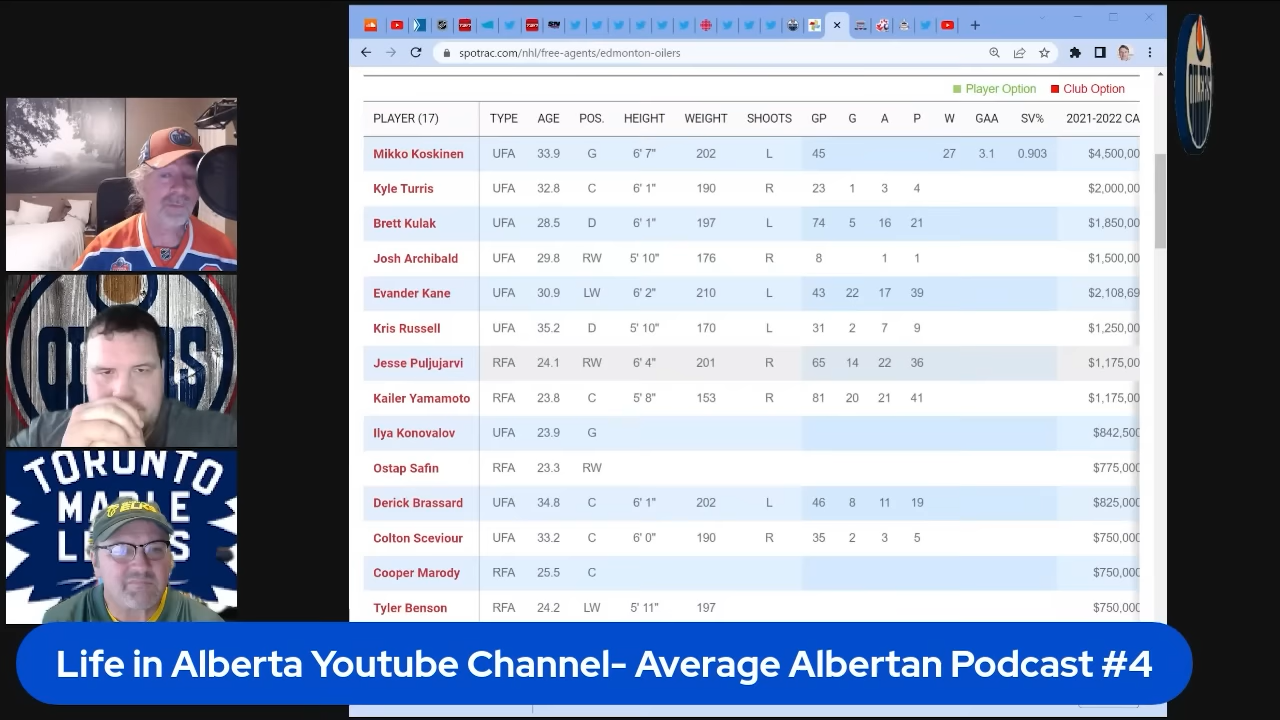 spotrac.com/nhl/free-agents/edmonton-oilers
Player Option Club Option
PLAYER (17) TYPE AGE POS. HEIGHT WEIGHT SHOOTS GP G A P W GAA SV% 2021-2022 CA
Mikko Koskinen UFA 33.9 G 6' 7" 202 L 45 27 3.1 0.903 $4,500,00
Kyle Turris UFA 32.8 C 6' 1" 190 R 23 1 3 4 $2,000,00
Brett Kulak UFA 28.5 D 6' 1" 197 L 74 5 16 21 $1,850,00
Josh Archibald UFA 29.8 RW 5' 10" 176 R 8 1 1 $1,500,00
Evander Kane UFA 30.9 LW 6' 2" 210 L 43 22 17 39 $2,108,69
Kris Russell UFA 35.2 D 5' 10" 170 L 31 2 7 9 $1,250,00
Jesse Puljujarvi RFA 24.1 RW 6' 4" 201 R 65 14 22 36 $1,175,00
Kailer Yamamoto RFA 23.8 C 5' 8" 153 R 81 20 21 41 $1,175,00
Ilya Konovalov UFA 23.9 G $842,500
Ostap Safin RFA 23.3 RW $775,000
Derick Brassard UFA 34.8 C 6' 1" 202 L 46 8 11 19 $825,000
Colton Sceviour UFA 33.2 C 6' 0" 190 R 35 2 3 5 $750,000
Cooper Marody RFA 25.5 C $750,000
Tyler Benson RFA 24.2 LW 5' 11" 197 $750,000
OILERS
OILERS
TORONTO
MAPLE
LEAFS
ELKS
Life in Alberta Youtube Channel- Average Albertan Podcast #4